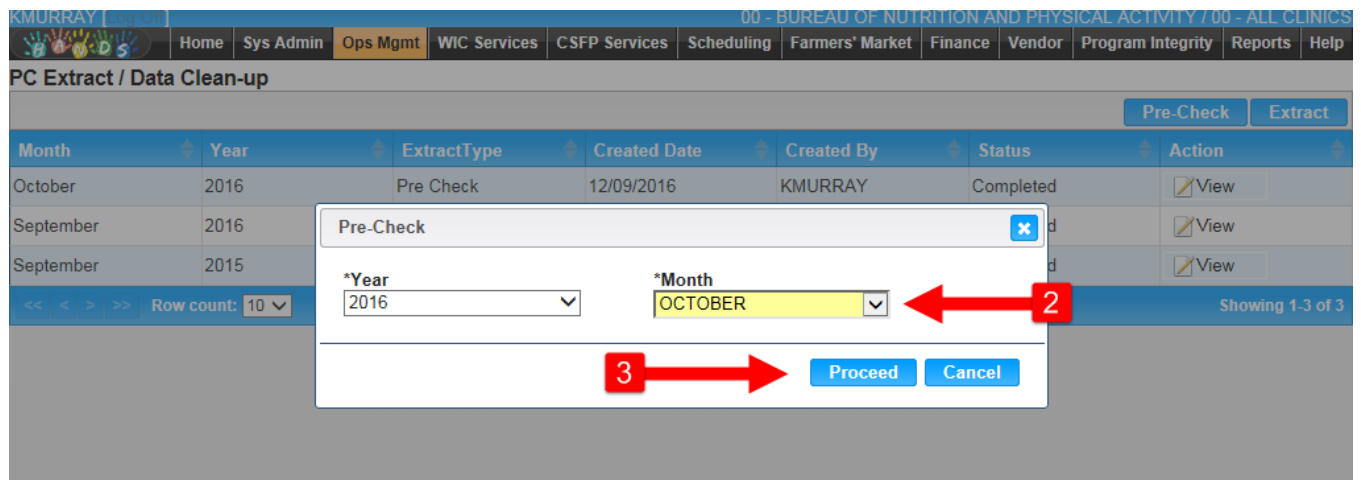 KMURRAY [Log Off] 00 - BUREAU OF NUTRITION AND PHYSICAL ACTIVITY / 00 - ALL CLINICS
HANDS Home Sys Admin Ops Mgmt WIC Services CSFP Services Scheduling Farmers' Market Finance Vendor Program Integrity Reports Help
PC Extract / Data Clean-up
Pre-Check Extract
Month Year ExtractType Created Date Created By Status Action
October 2016 Pre Check 12/09/2016 KMURRAY Completed View
September 2016 d View
September 2015 d View
<< < > >> Row count: 10 Showing 1-3 of 3
Pre-Check
*Year *Month
2016 OCTOBER 2
3 Proceed Cancel